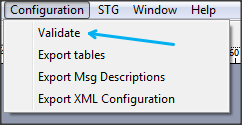 Configuration STG Window Help
Validate
Export tables
Export Msg Descriptions
Export XML Configuration